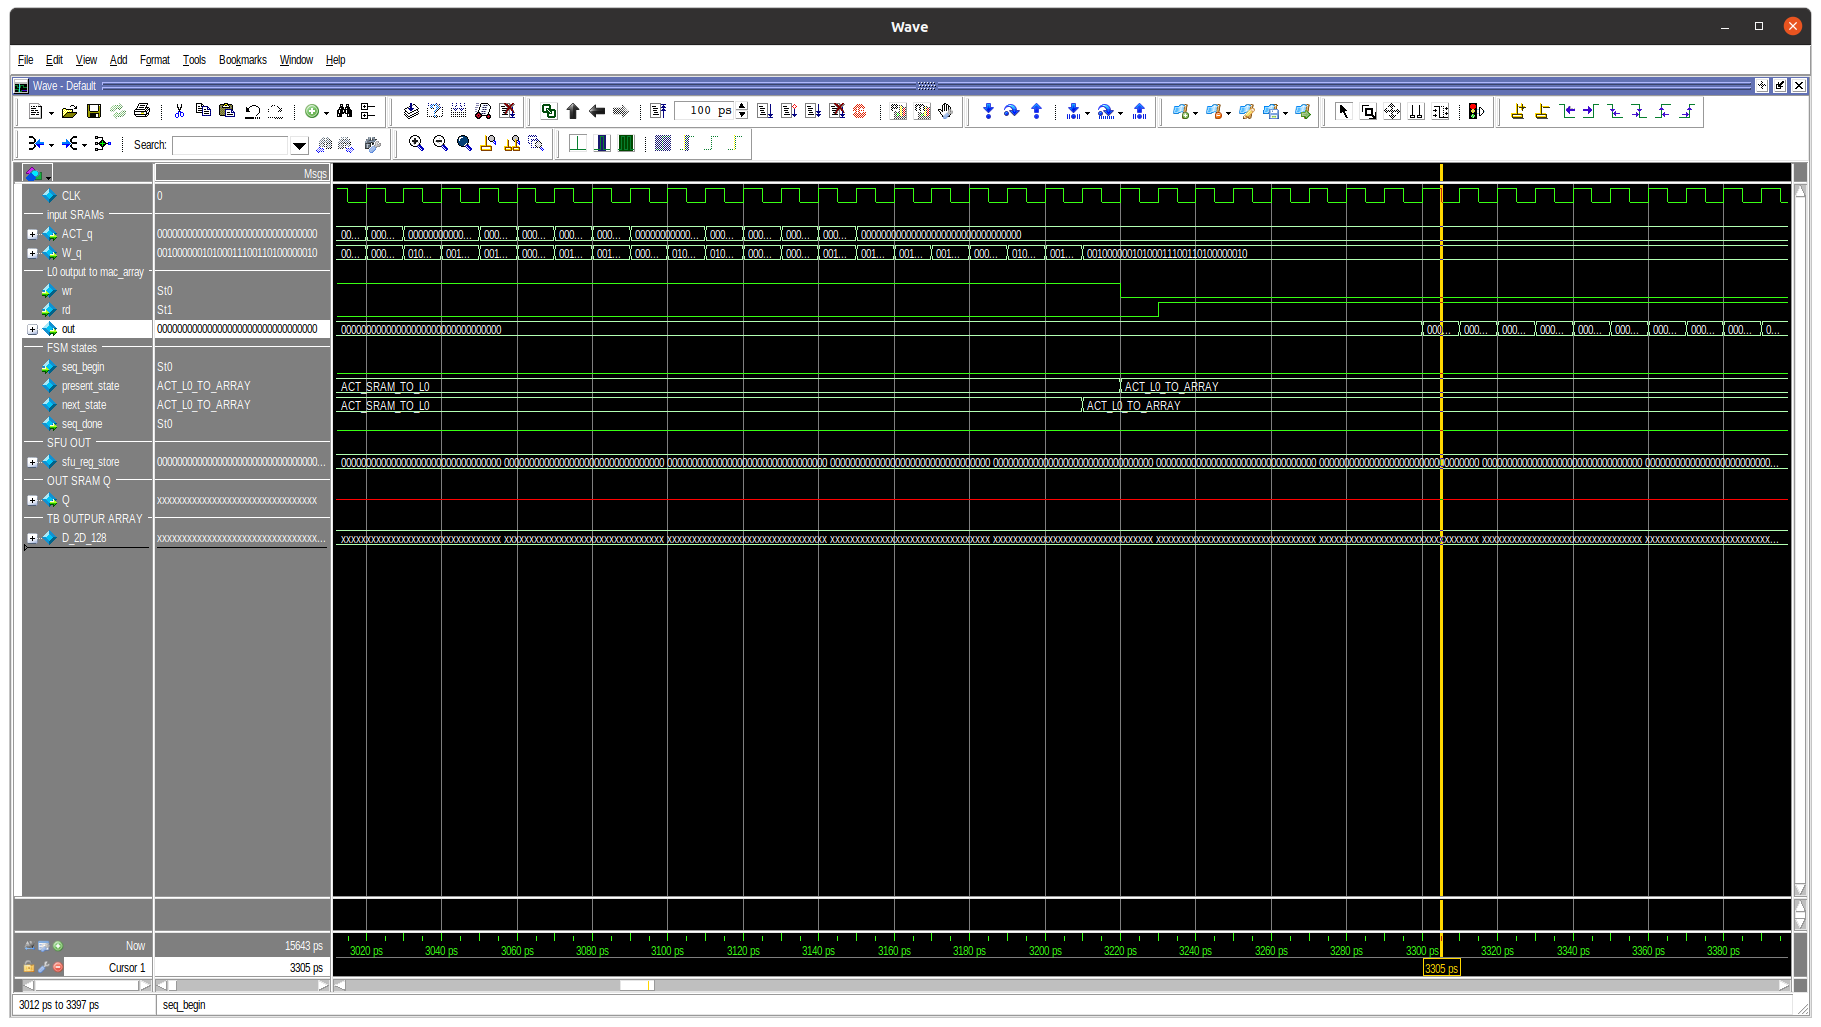 Wave
File Edit View Add Format Tools Bookmarks Window Help
Wave - Default
100 ps
Search:
Msgs
CLK 0
input SRAMs
ACT_q 00000000000000000000000000000000 00... 000... 00000000000... 000... 000... 000... 000... 00000000000... 000... 000... 000... 000... 00000000000000000000000000000000
W_q 00100000010100011100110100000010 00... 000... 010... 001... 001... 000... 001... 001... 000... 010... 010... 000... 000... 001... 001... 001... 001... 000... 010... 001... 00100000010100011100110100000010
L0 output to mac_array
wr St0
rd St1
out 00000000000000000000000000000000 00000000000000000000000000000000 000... 000... 000... 000... 000... 000... 000... 000... 000... 0...
FSM states
seq_begin St0
present_state ACT_L0_TO_ARRAY ACT_SRAM_TO_L0 ACT_L0_TO_ARRAY
next_state ACT_L0_TO_ARRAY ACT_SRAM_TO_L0 ACT_L0_TO_ARRAY
seq_done St0
SFU OUT
sfu_reg_store 00000000000000000000000000000000... 00000000000000000000000000000000 00000000000000000000000000000000 00000000000000000000000000000000 00000000000000000000000000000000 00000000000000000000000000000000 00000000000000000000000000000000 00000000000000000000000000000000 00000000000000000000000000000000 0000000000000000000000000...
OUT SRAM Q
Q xxxxxxxxxxxxxxxxxxxxxxxxxxxxxxxx
TB OUTPUR ARRAY
D_2D_128 xxxxxxxxxxxxxxxxxxxxxxxxxxxxxxxx... xxxxxxxxxxxxxxxxxxxxxxxxxxxxxxxx xxxxxxxxxxxxxxxxxxxxxxxxxxxxxxxx xxxxxxxxxxxxxxxxxxxxxxxxxxxxxxxx xxxxxxxxxxxxxxxxxxxxxxxxxxxxxxxx xxxxxxxxxxxxxxxxxxxxxxxxxxxxxxxx xxxxxxxxxxxxxxxxxxxxxxxxxxxxxxxx xxxxxxxxxxxxxxxxxxxxxxxxxxxxxxxx xxxxxxxxxxxxxxxxxxxxxxxxxxxxxxxx xxxxxxxxxxxxxxxxxxxxxxxxx...
Now 15643 ps 3020 ps 3040 ps 3060 ps 3080 ps 3100 ps 3120 ps 3140 ps 3160 ps 3180 ps 3200 ps 3220 ps 3240 ps 3260 ps 3280 ps 3300 ps 3320 ps 3340 ps 3360 ps 3380 ps
Cursor 1 3305 ps 3305 ps
3012 ps to 3397 ps seq_begin